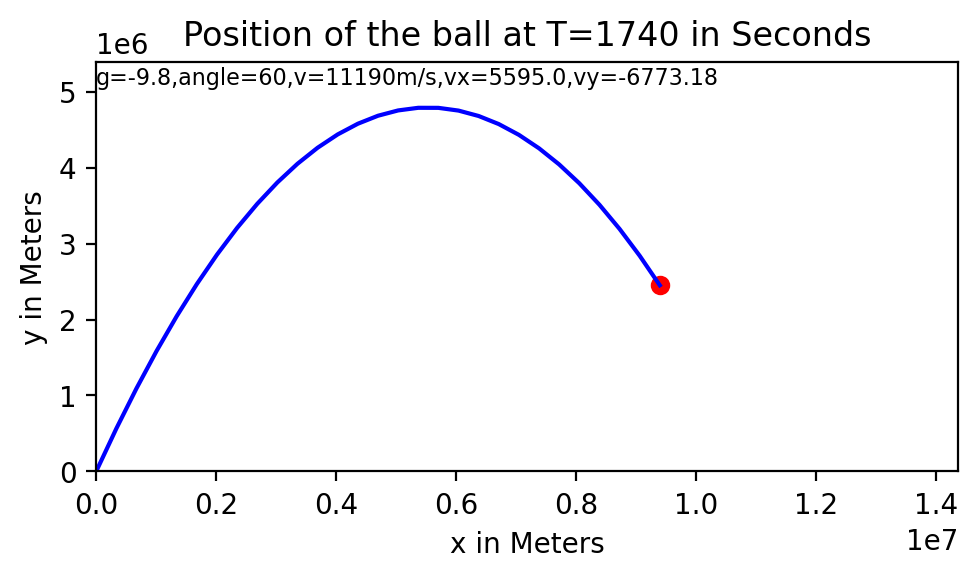 Position of the ball at T=1740 in Seconds
1e6
g=-9.8,angle=60,v=11190m/s,vx=5595.0,vy=-6773.18
5
4
3
2
1
0
y in Meters
0.0 0.2 0.4 0.6 0.8 1.0 1.2 1.4
1e7
x in Meters